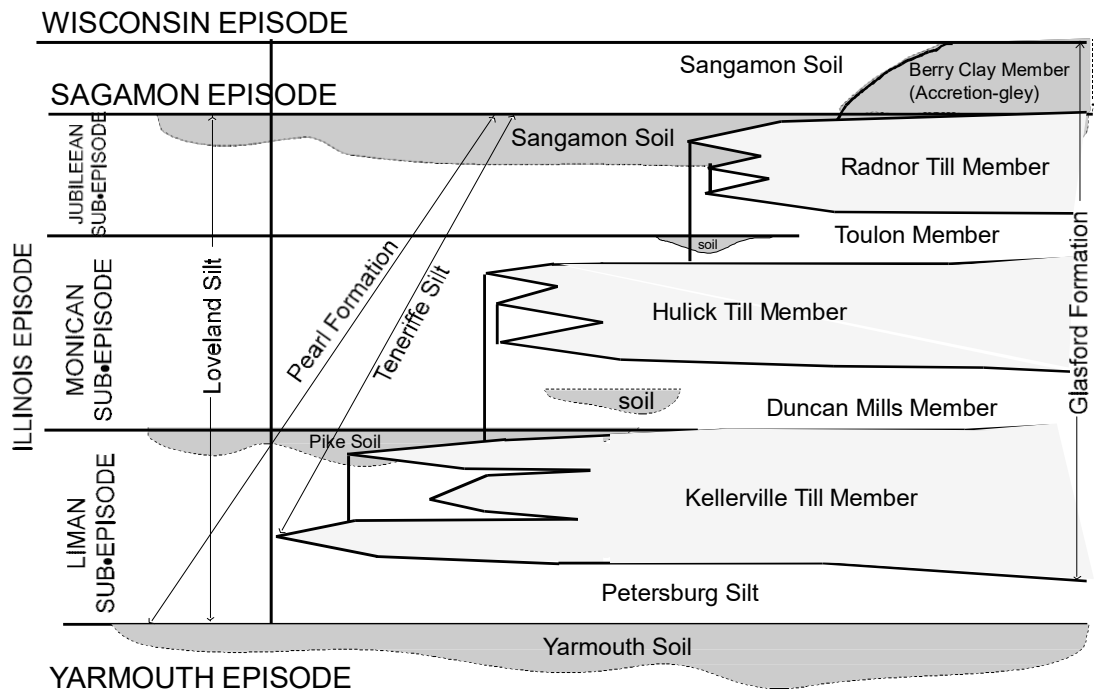 WISCONSIN EPISODE
Sangamon Soil
Berry Clay Member
(Accretion-gley)
SAGAMON EPISODE
Sangamon Soil
JUBILEEAN
SUB•EPISODE
Radnor Till Member
Toulon Member
soil
ILLINOIS EPISODE
MONICAN
SUB•EPISODE
Loveland Silt
Pearl Formation
Teneriffe Silt
Hulick Till Member
Glasford Formation
soil
Duncan Mills Member
Pike Soil
LIMAN
SUB•EPISODE
Kellerville Till Member
Petersburg Silt
Yarmouth Soil
YARMOUTH EPISODE